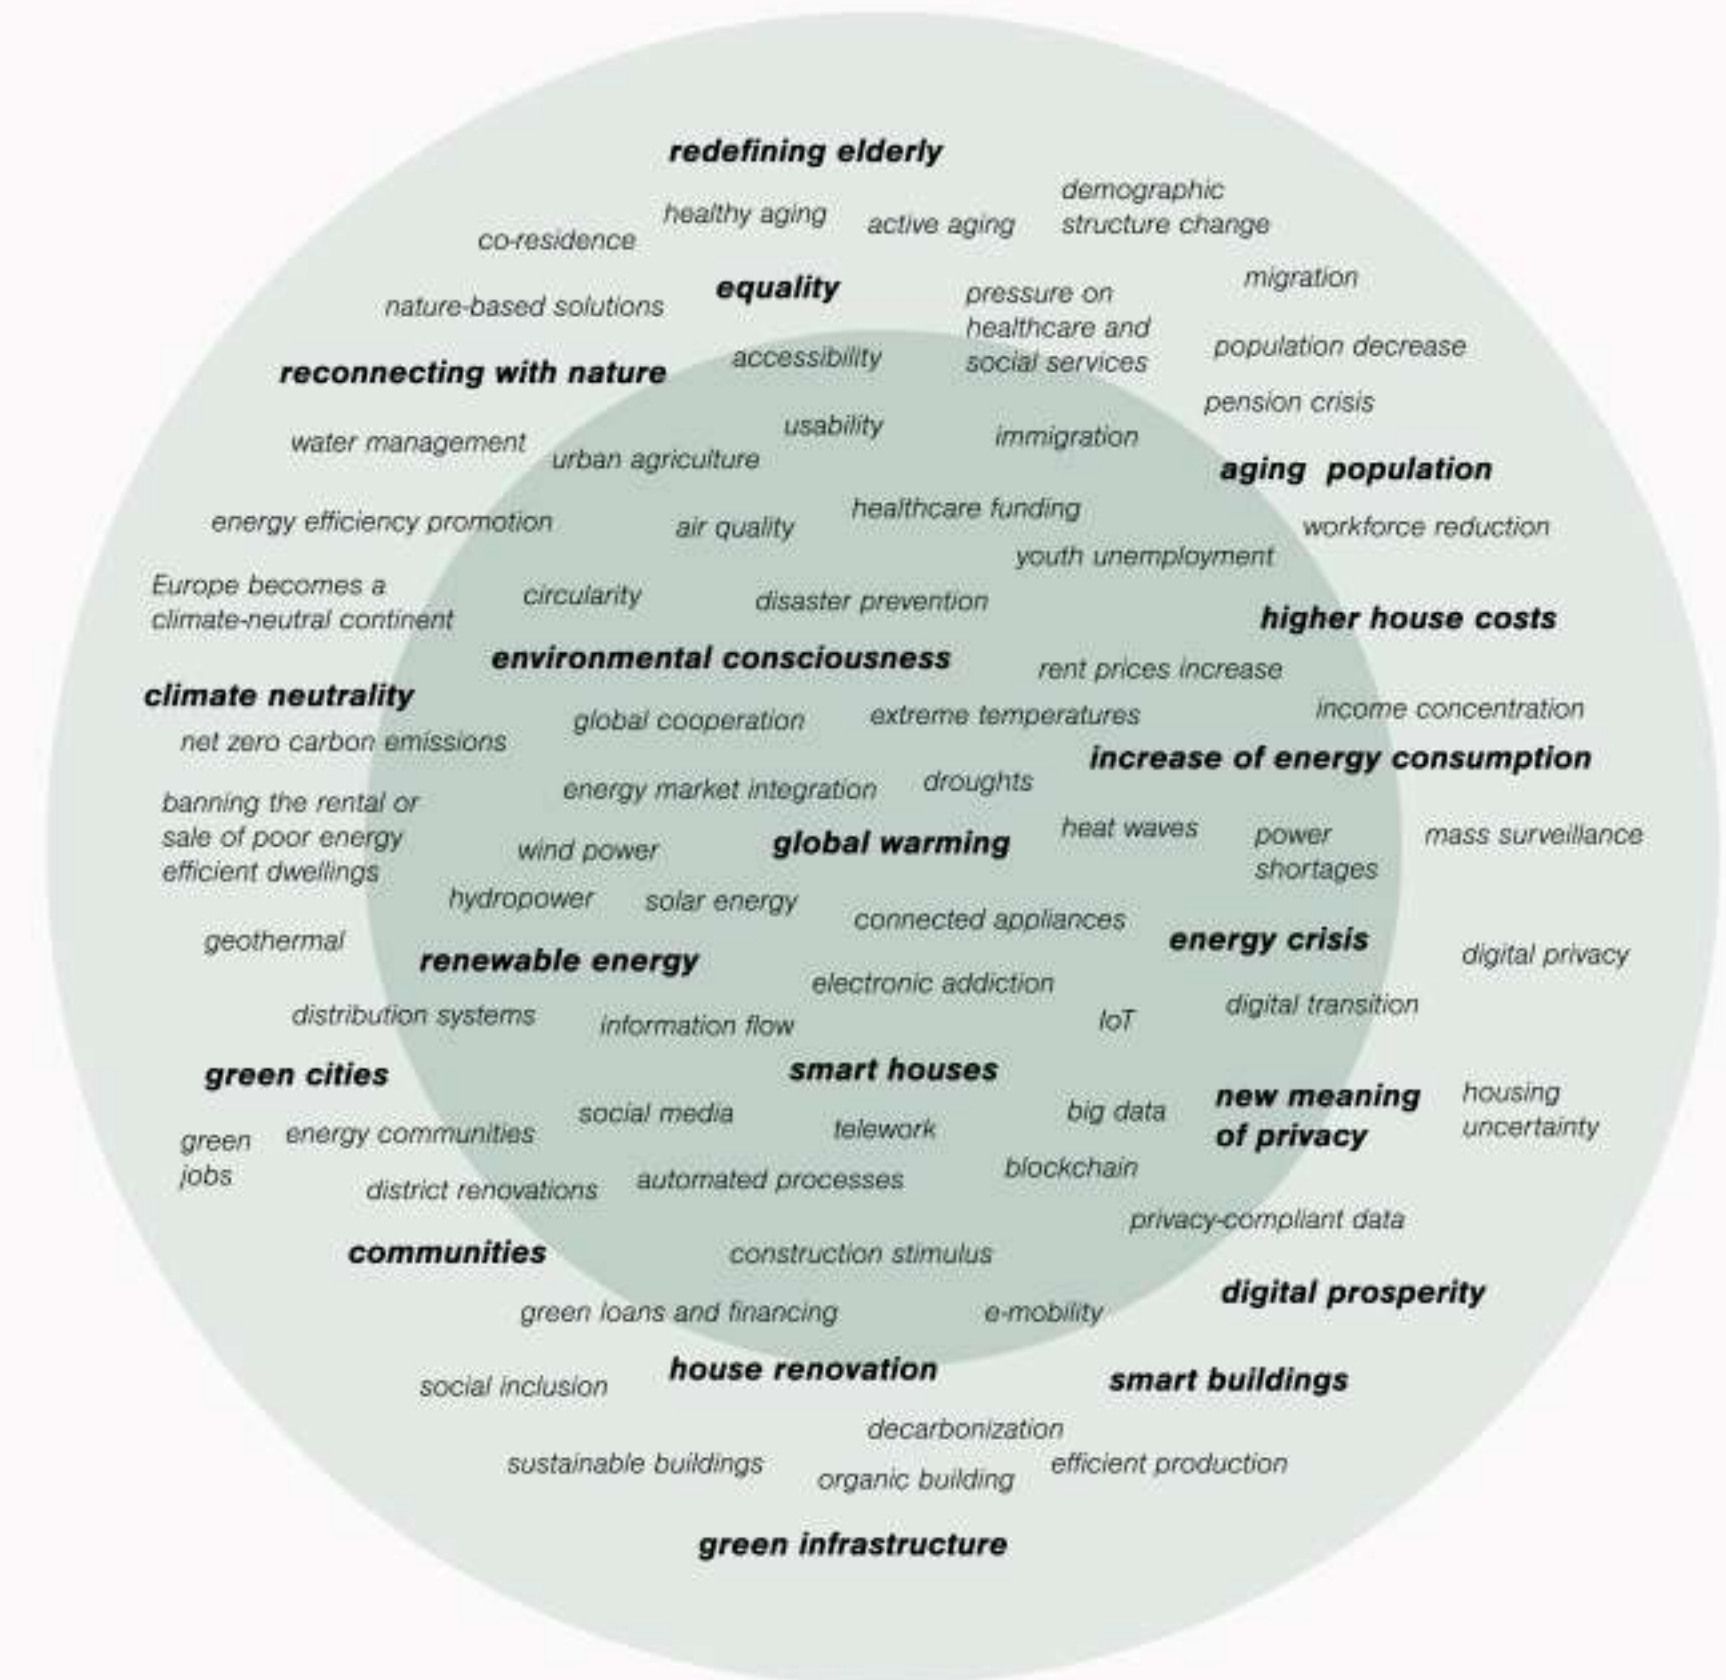 redefining elderly
demographic
healthy aging
active aging
structure change
co-residence
migration
equality
pressure on
nature-based solutions
healthcare and
population decrease
accessibility
social services
reconnecting with nature
pension crisis
usability
immigration
water management
urban agriculture
aging population
healthcare funding
energy efficiency promotion
air quality
workforce reduction
youth unemployment
Europe becomes a
climate-neutral continent
circularity
disaster prevention
higher house costs
environmental consciousness
rent prices increase
climate neutrality
global cooperation
extreme temperatures
income concentration
net zero carbon emissions
increase of energy consumption
energy market integration
droughts
banning the rental or
sale of poor energy
efficient dwellings
wind power
global warming
heat waves
power
shortages
mass surveillance
hydropower
solar energy
connected appliances
geothermal
renewable energy
energy crisis
digital privacy
electronic addiction
distribution systems
information flow
IoT
digital transition
green cities
smart houses
new meaning
of privacy
housing
uncertainty
social media
big data
green
jobs
energy communities
telework
blockchain
district renovations
automated processes
privacy-compliant data
communities
construction stimulus
digital prosperity
green loans and financing
e-mobility
house renovation
smart buildings
social inclusion
decarbonization
sustainable buildings
organic building
efficient production
green infrastructure